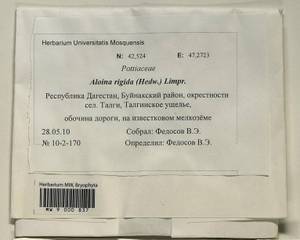 Herbarium Universitatis Mosquensis
N: 42,524 E: 47,2723
Pottiaceae
Aloina rigida (Hedw.) Limpr.
Республика Дагестан, Буйнакский район, окрестности
сел. Талги, Талгинское ущелье,
обочина дороги, на известковом мелкозёме
28.05.10 Собрал: Федосов В.Э.
№ 10-2-170 Определил: Федосов В.Э.
Herbarium MW, Bryophyta
MW 9 000 837